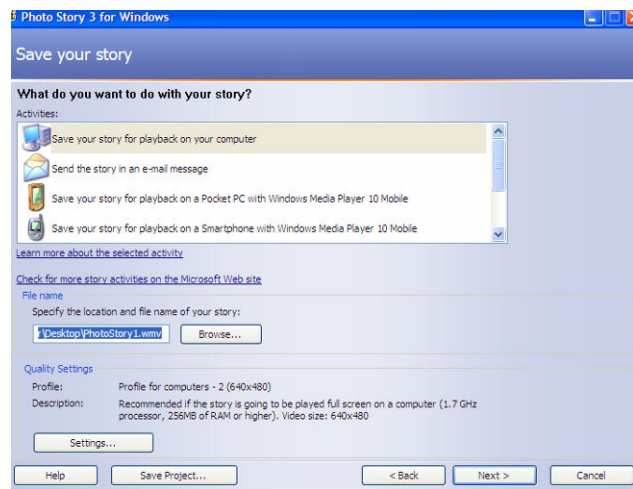 Photo Story 3 for Windows
Save your story
What do you want to do with your story?
Activities:
Save your story for playback on your computer
Send the story in an e-mail message
Save your story for playback on a Pocket PC with Windows Media Player 10 Mobile
Save your story for playback on a Smartphone with Windows Media Player 10 Mobile
Learn more about the selected activity
Check for more story activities on the Microsoft Web site
File name
Specify the location and file name of your story:
r\Desktop\PhotoStory1.wmv Browse...
Quality Settings
Profile: Profile for computers - 2 (640x480)
Description: Recommended if the story is going to be played full screen on a computer (1.7 GHz
processor, 256MB of RAM or higher). Video size: 640x480
Settings...
Help Save Project... < Back Next > Cancel